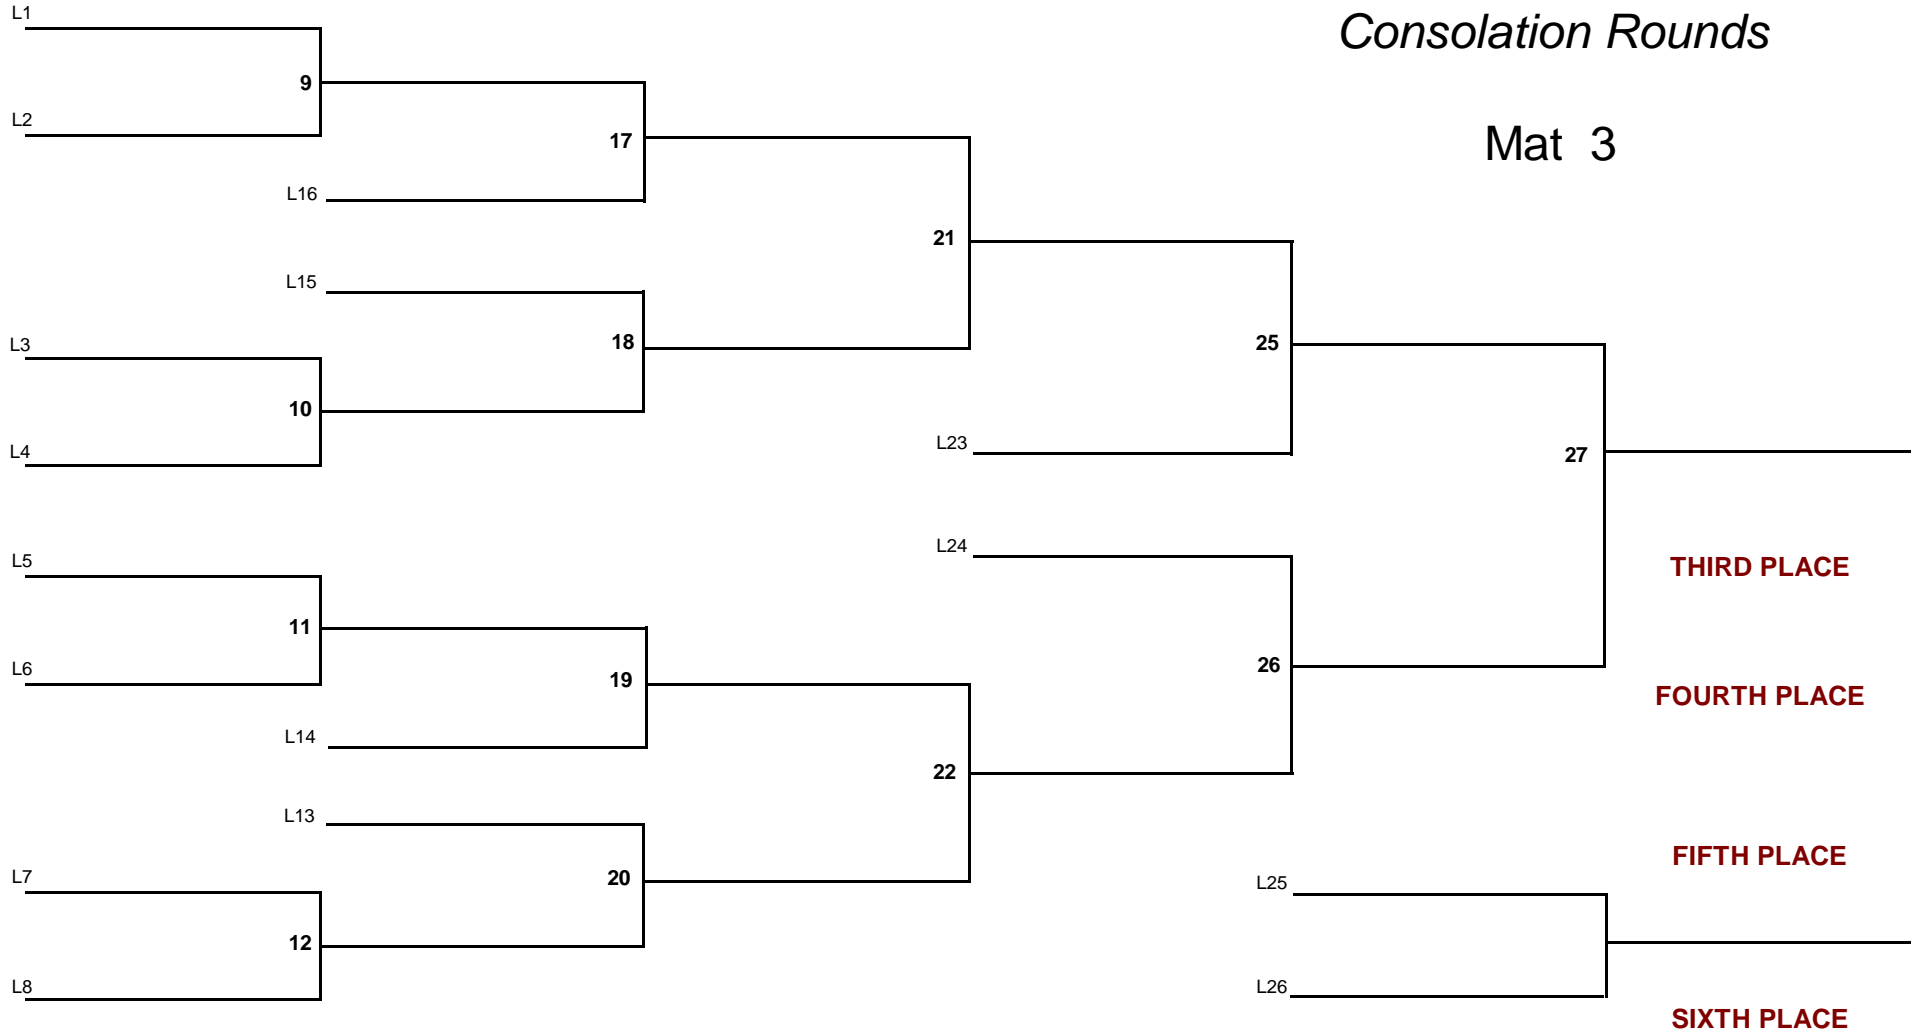 L1
Consolation Rounds
9
L2
17
Mat 3
L16
21
L15
L3
18
25
10
L4
L23
27
L5
L24
THIRD PLACE
11
L6
19
26
FOURTH PLACE
L14
22
L13
FIFTH PLACE
L7
20
L25
12
L8
L26
SIXTH PLACE